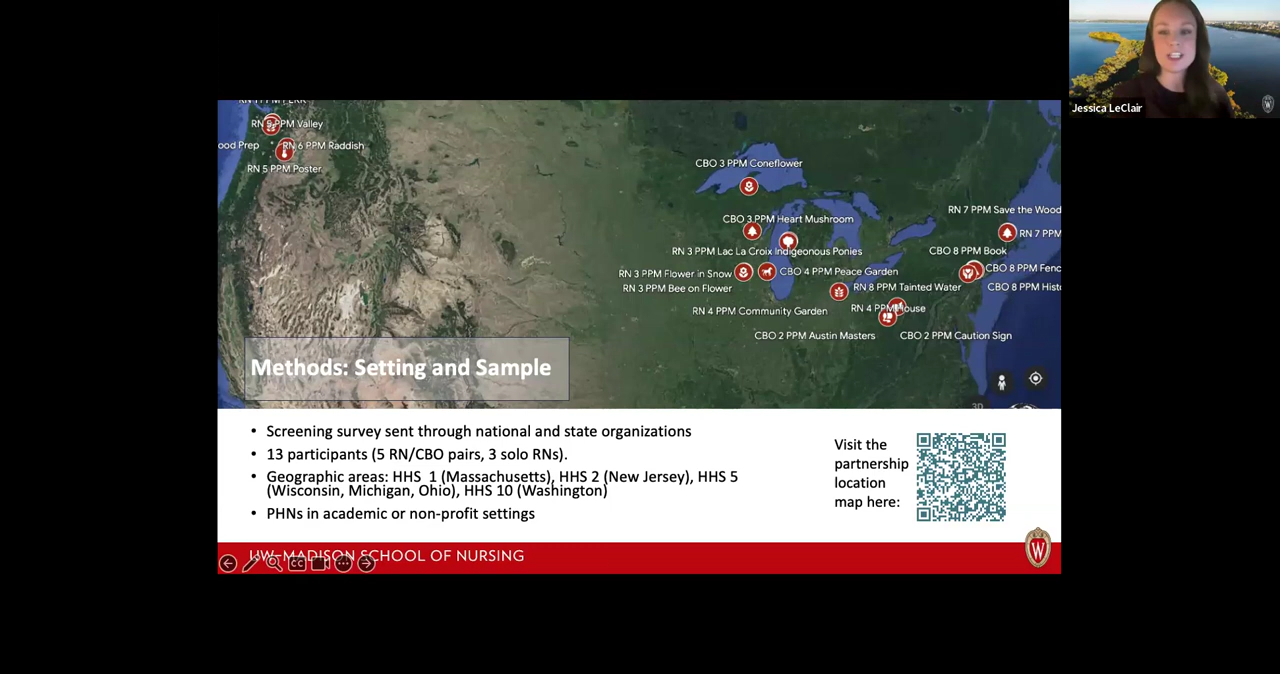 Jessica LeClair
RN 9 PPM Valley
ood Prep
RN 6 PPM Raddish
RN 5 PPM Poster
CBO 3 PPM Coneflower
RN 7 PPM Save the Wood
CBO 3 PPM Heart Mushroom
RN 7 PPM
RN 3 PPM Lac La Croix Indigeonous Ponies
CBO 8 PPM Book
RN 3 PPM Flower in Snow
CBO 4 PPM Peace Garden
CBO 8 PPM Fenc
RN 3 PPM Bee on Flower
RN 8 PPM Tainted Water
CBO 8 PPM Histo
RN 4 PPM Community Garden
RN 4 PPM House
CBO 2 PPM Austin Masters
CBO 2 PPM Caution Sign
3D
Methods: Setting and Sample
• Screening survey sent through national and state organizations
• 13 participants (5 RN/CBO pairs, 3 solo RNs).
• Geographic areas: HHS 1 (Massachusetts), HHS 2 (New Jersey), HHS 5
(Wisconsin, Michigan, Ohio), HHS 10 (Washington)
• PHNs in academic or non-profit settings
Visit the
partnership
location
map here:
UW-MADISON SCHOOL OF NURSING
CC
W